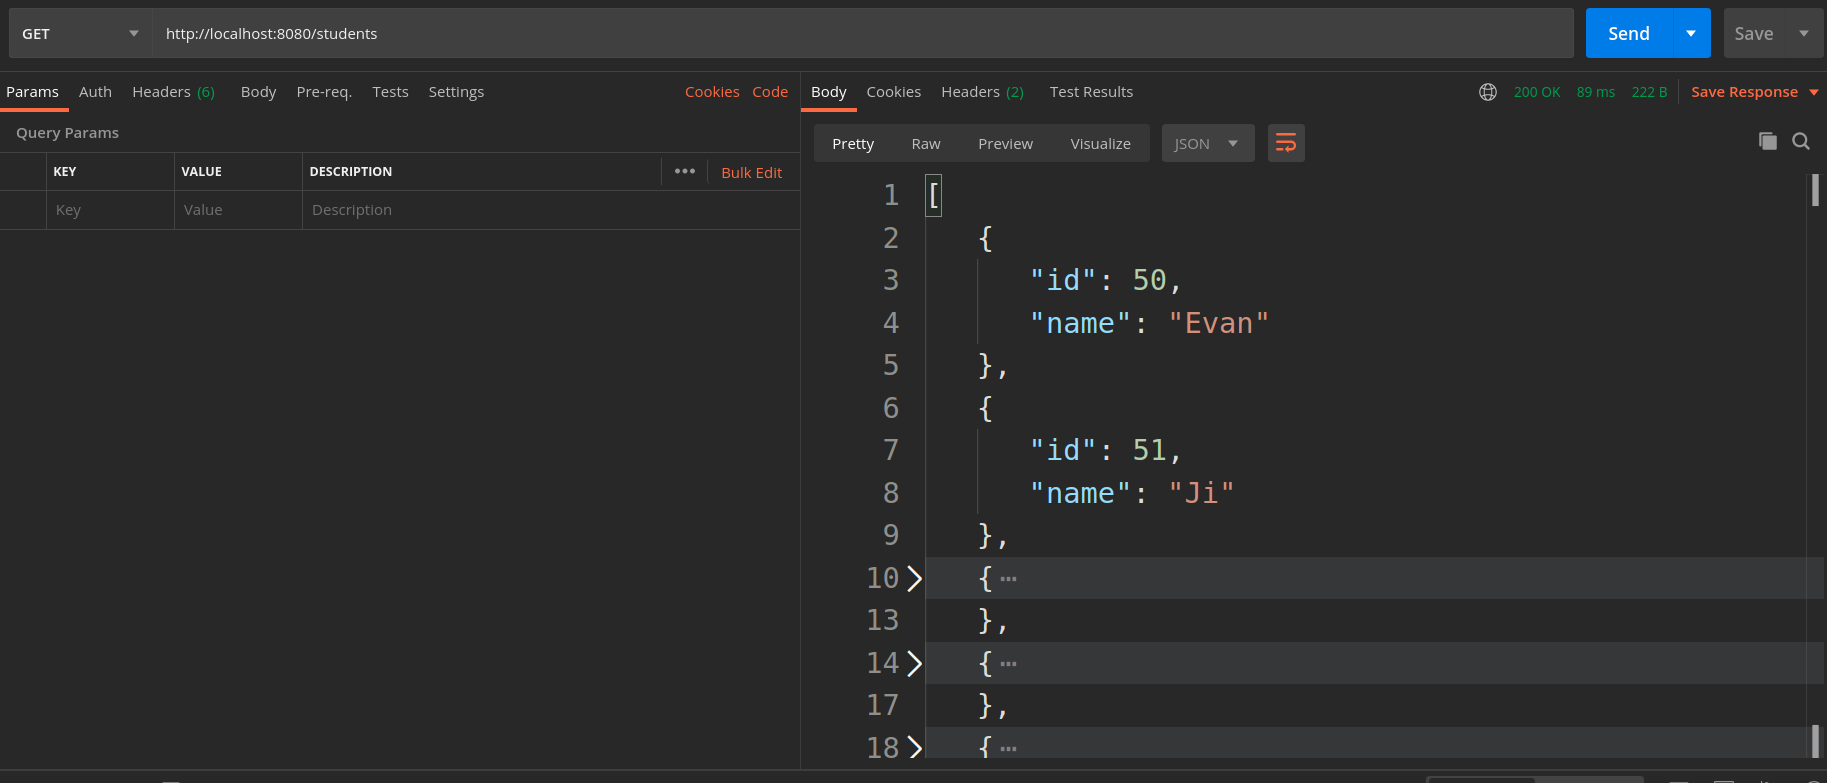 GET http://localhost:8080/students Send Save
Params Auth Headers (6) Body Pre-req. Tests Settings Cookies Code
Query Params
KEY VALUE DESCRIPTION ••• Bulk Edit
Key Value Description
Body Cookies Headers (2) Test Results 200 OK 89 ms 222 B Save Response
Pretty Raw Preview Visualize JSON
1 [
2 {
3 "id": 50,
4 "name": "Evan"
5 },
6 {
7 "id": 51,
8 "name": "Ji"
9 },
10 { ⋯
13 },
14 { ⋯
17 },
18 { ⋯